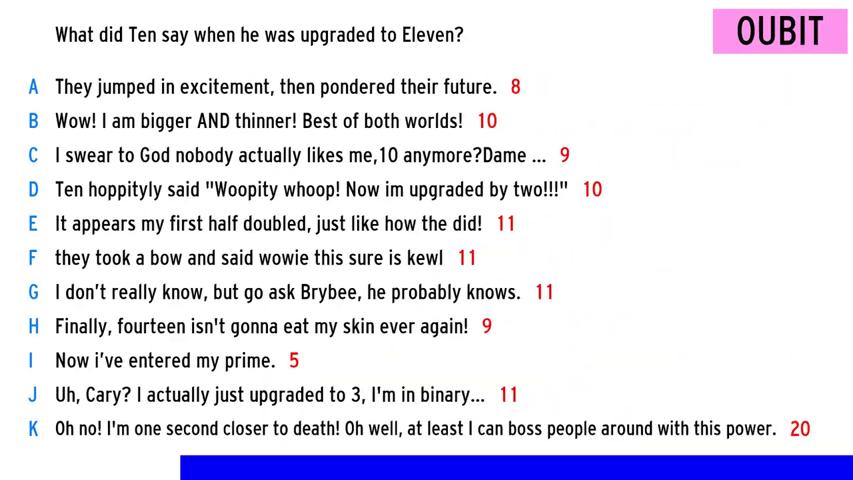 What did Ten say when he was upgraded to Eleven?
OUBIT
A They jumped in excitement, then pondered their future. 8
B Wow! I am bigger AND thinner! Best of both worlds! 10
C I swear to God nobody actually likes me,10 anymore?Dame ... 9
D Ten hoppityly said "Woopity whoop! Now im upgraded by two!!!" 10
E It appears my first half doubled, just like how the did! 11
F they took a bow and said wowie this sure is kewl 11
G I don't really know, but go ask Brybee, he probably knows. 11
H Finally, fourteen isn't gonna eat my skin ever again! 9
I Now i've entered my prime. 5
J Uh, Cary? I actually just upgraded to 3, I'm in binary... 11
K Oh no! I'm one second closer to death! Oh well, at least I can boss people around with this power. 20